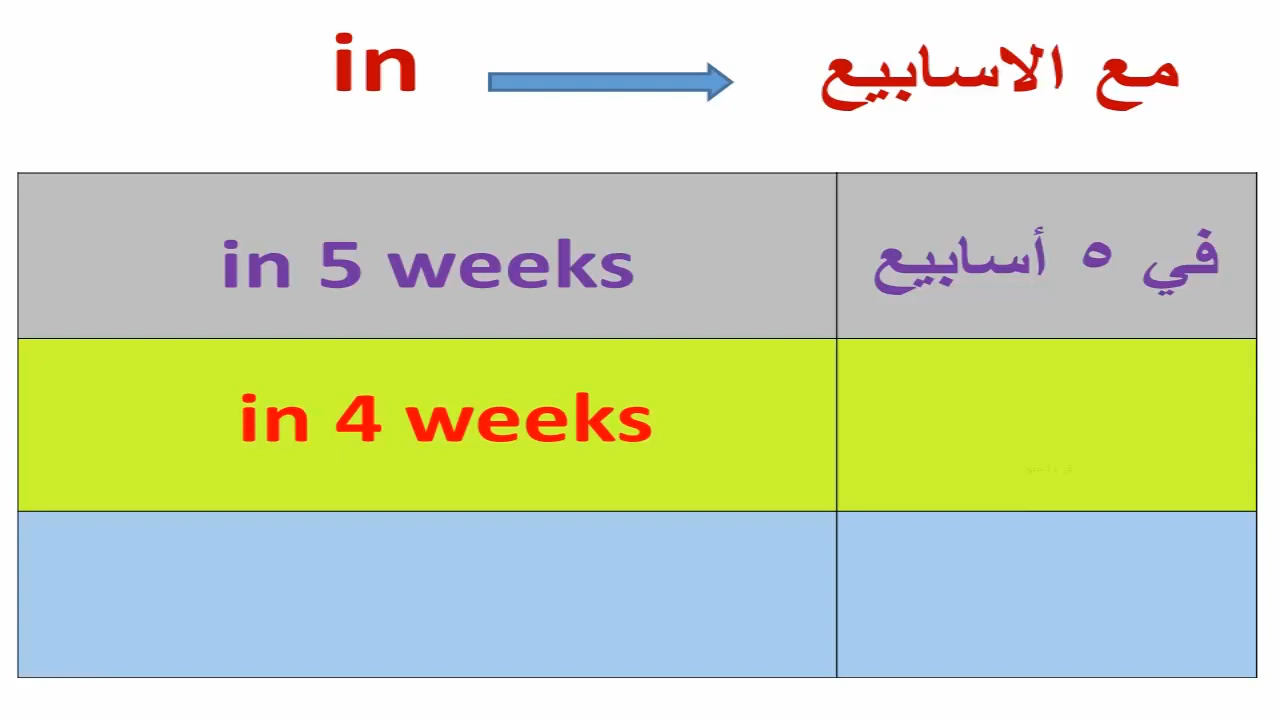 in مع الاسابيع
in 5 weeks في ٥ أسابيع
in 4 weeks